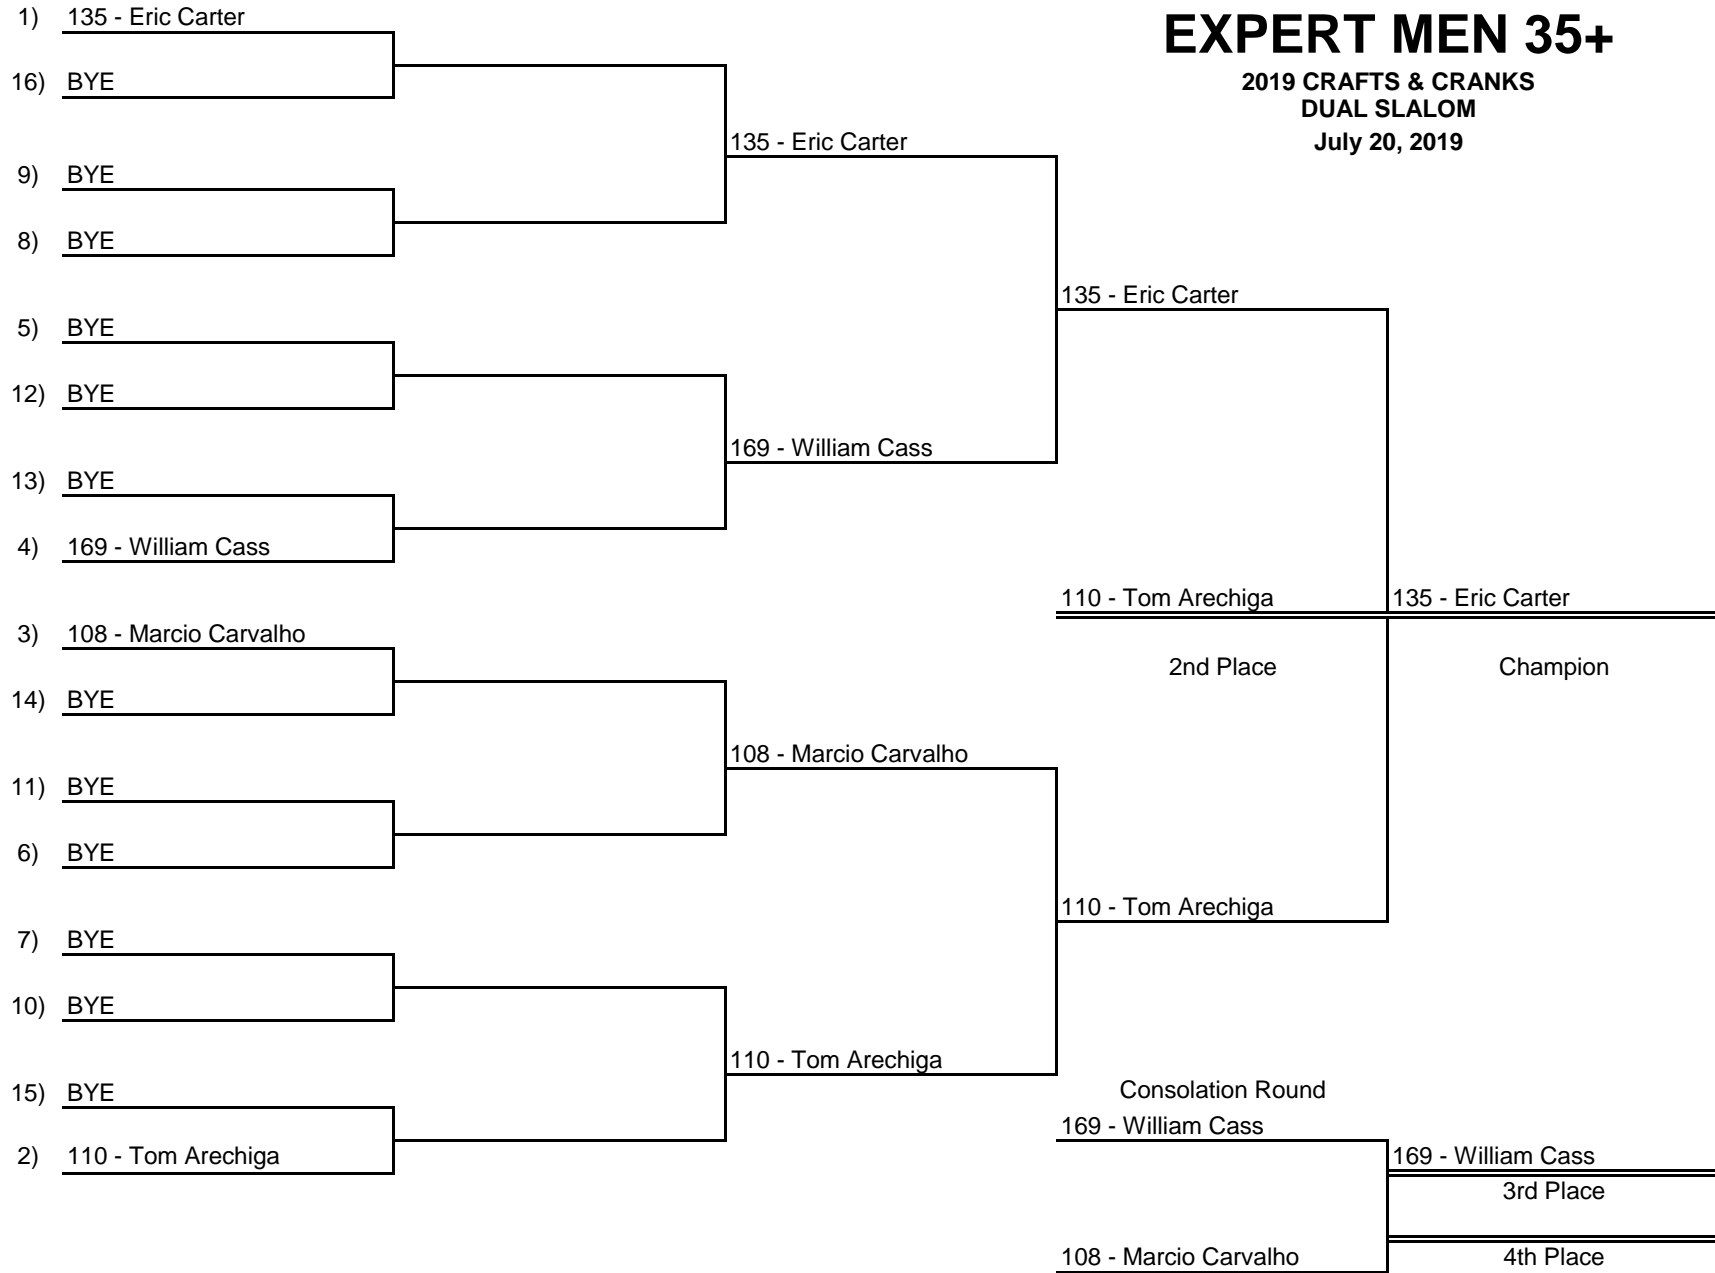 EXPERT MEN 35+
2019 CRAFTS & CRANKS
DUAL SLALOM
July 20, 2019
1) 135 - Eric Carter
16) BYE
9) BYE
8) BYE
5) BYE
12) BYE
13) BYE
4) 169 - William Cass
3) 108 - Marcio Carvalho
14) BYE
11) BYE
6) BYE
7) BYE
10) BYE
15) BYE
2) 110 - Tom Arechiga
135 - Eric Carter
169 - William Cass
108 - Marcio Carvalho
110 - Tom Arechiga
135 - Eric Carter
110 - Tom Arechiga
110 - Tom Arechiga
2nd Place
135 - Eric Carter
Champion
Consolation Round
169 - William Cass
108 - Marcio Carvalho
169 - William Cass
3rd Place
4th Place